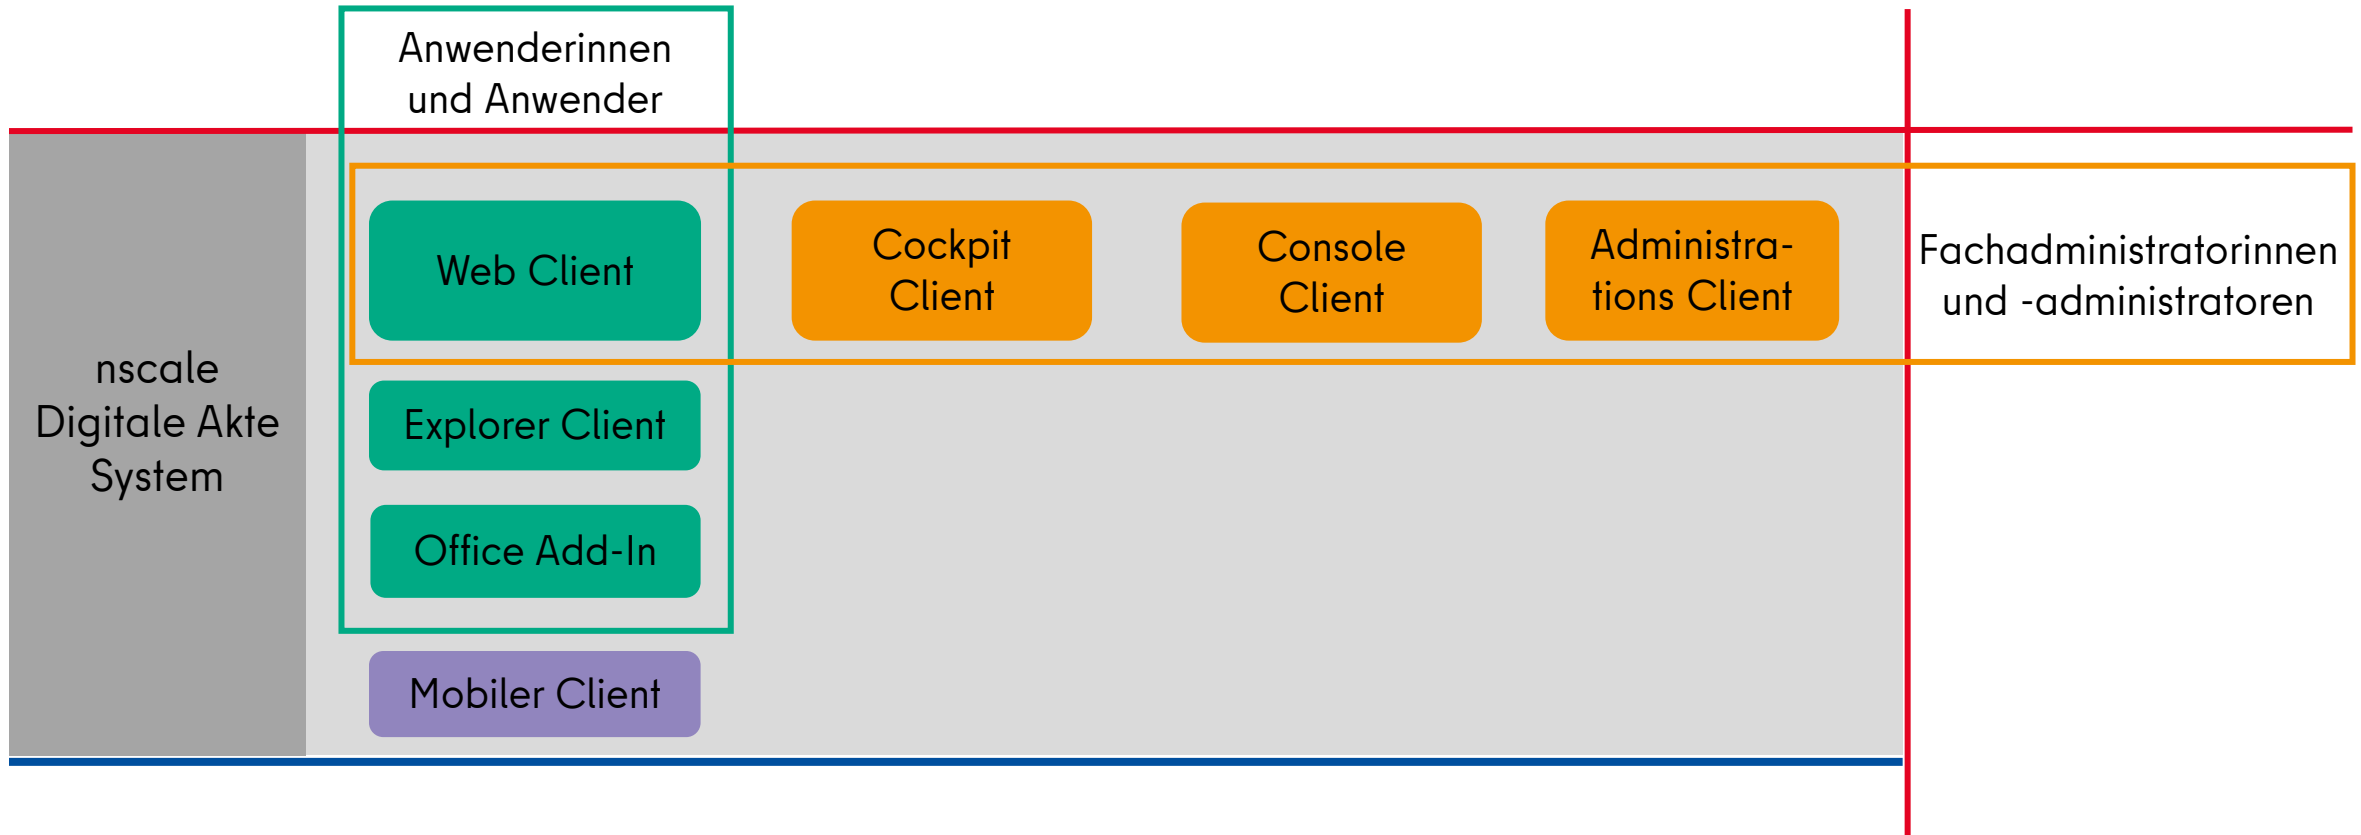 Anwenderinnen
und Anwender
Web Client
Cockpit
Client
Console
Client
Administra-
tions Client
Fachadministratorinnen
und -administratoren
nscale
Digitale Akte
System
Explorer Client
Office Add-In
Mobiler Client